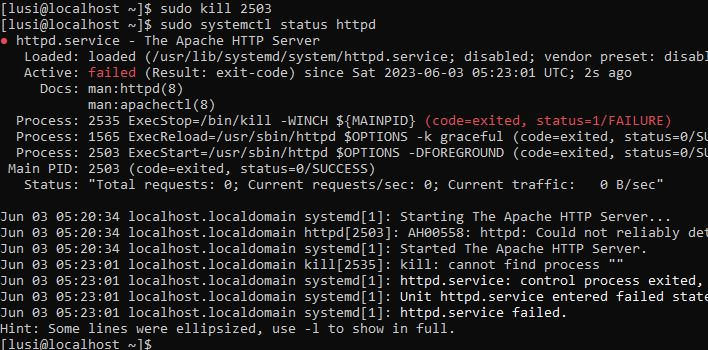 [lusi@localhost ~]$ sudo kill 2503
[lusi@localhost ~]$ sudo systemctl status httpd
● httpd.service - The Apache HTTP Server
   Loaded: loaded (/usr/lib/systemd/system/httpd.service; disabled; vendor preset: disabl
   Active: failed (Result: exit-code) since Sat 2023-06-03 05:23:01 UTC; 2s ago
     Docs: man:httpd(8)
           man:apachectl(8)
  Process: 2535 ExecStop=/bin/kill -WINCH ${MAINPID} (code=exited, status=1/FAILURE)
  Process: 1565 ExecReload=/usr/sbin/httpd $OPTIONS -k graceful (code=exited, status=0/SU
  Process: 2503 ExecStart=/usr/sbin/httpd $OPTIONS -DFOREGROUND (code=exited, status=0/SU
 Main PID: 2503 (code=exited, status=0/SUCCESS)
   Status: "Total requests: 0; Current requests/sec: 0; Current traffic:   0 B/sec"

Jun 03 05:20:34 localhost.localdomain systemd[1]: Starting The Apache HTTP Server...
Jun 03 05:20:34 localhost.localdomain httpd[2503]: AH00558: httpd: Could not reliably det
Jun 03 05:20:34 localhost.localdomain systemd[1]: Started The Apache HTTP Server.
Jun 03 05:23:01 localhost.localdomain kill[2535]: kill: cannot find process ""
Jun 03 05:23:01 localhost.localdomain systemd[1]: httpd.service: control process exited,
Jun 03 05:23:01 localhost.localdomain systemd[1]: Unit httpd.service entered failed state
Jun 03 05:23:01 localhost.localdomain systemd[1]: httpd.service failed.
Hint: Some lines were ellipsized, use -l to show in full.
[lusi@localhost ~]$